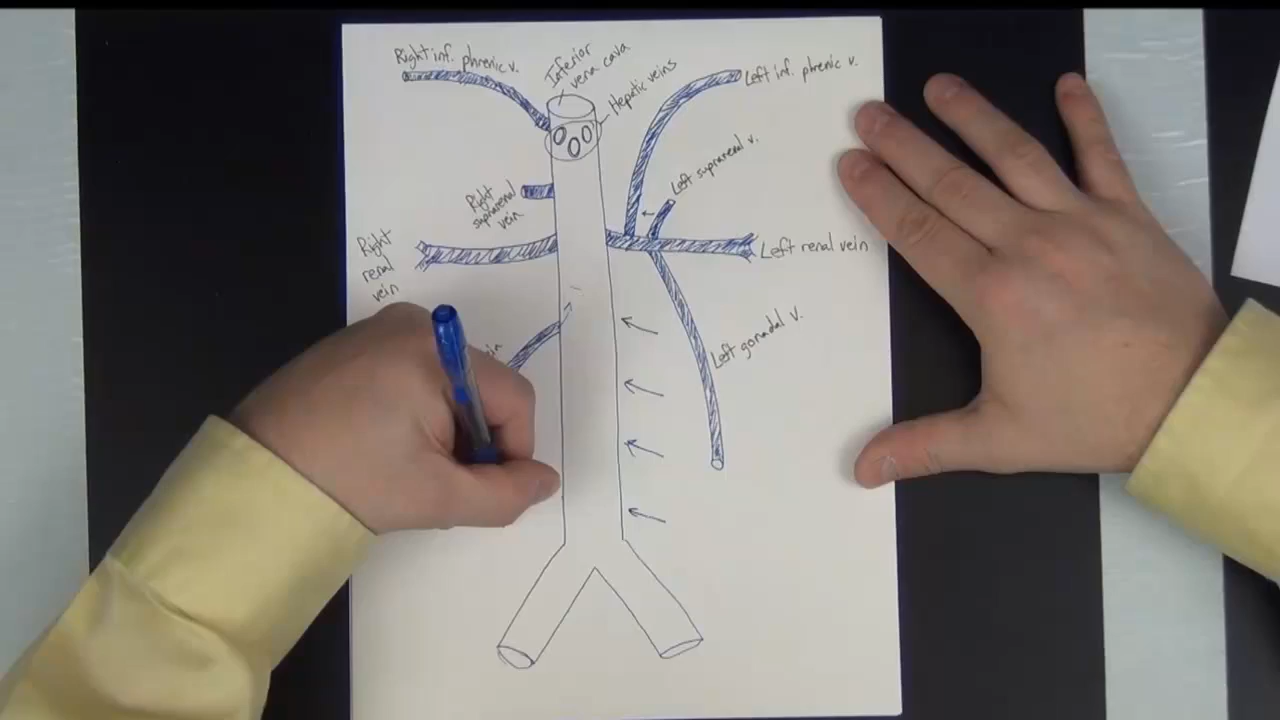 Right inf. phrenic v.
Inferior
vena cava
Hepatic veins
Left inf. phrenic v.
Left suprarenal v.
Right
suprarenal
vein
Right
renal
vein
Left renal vein
Left gonadal v.